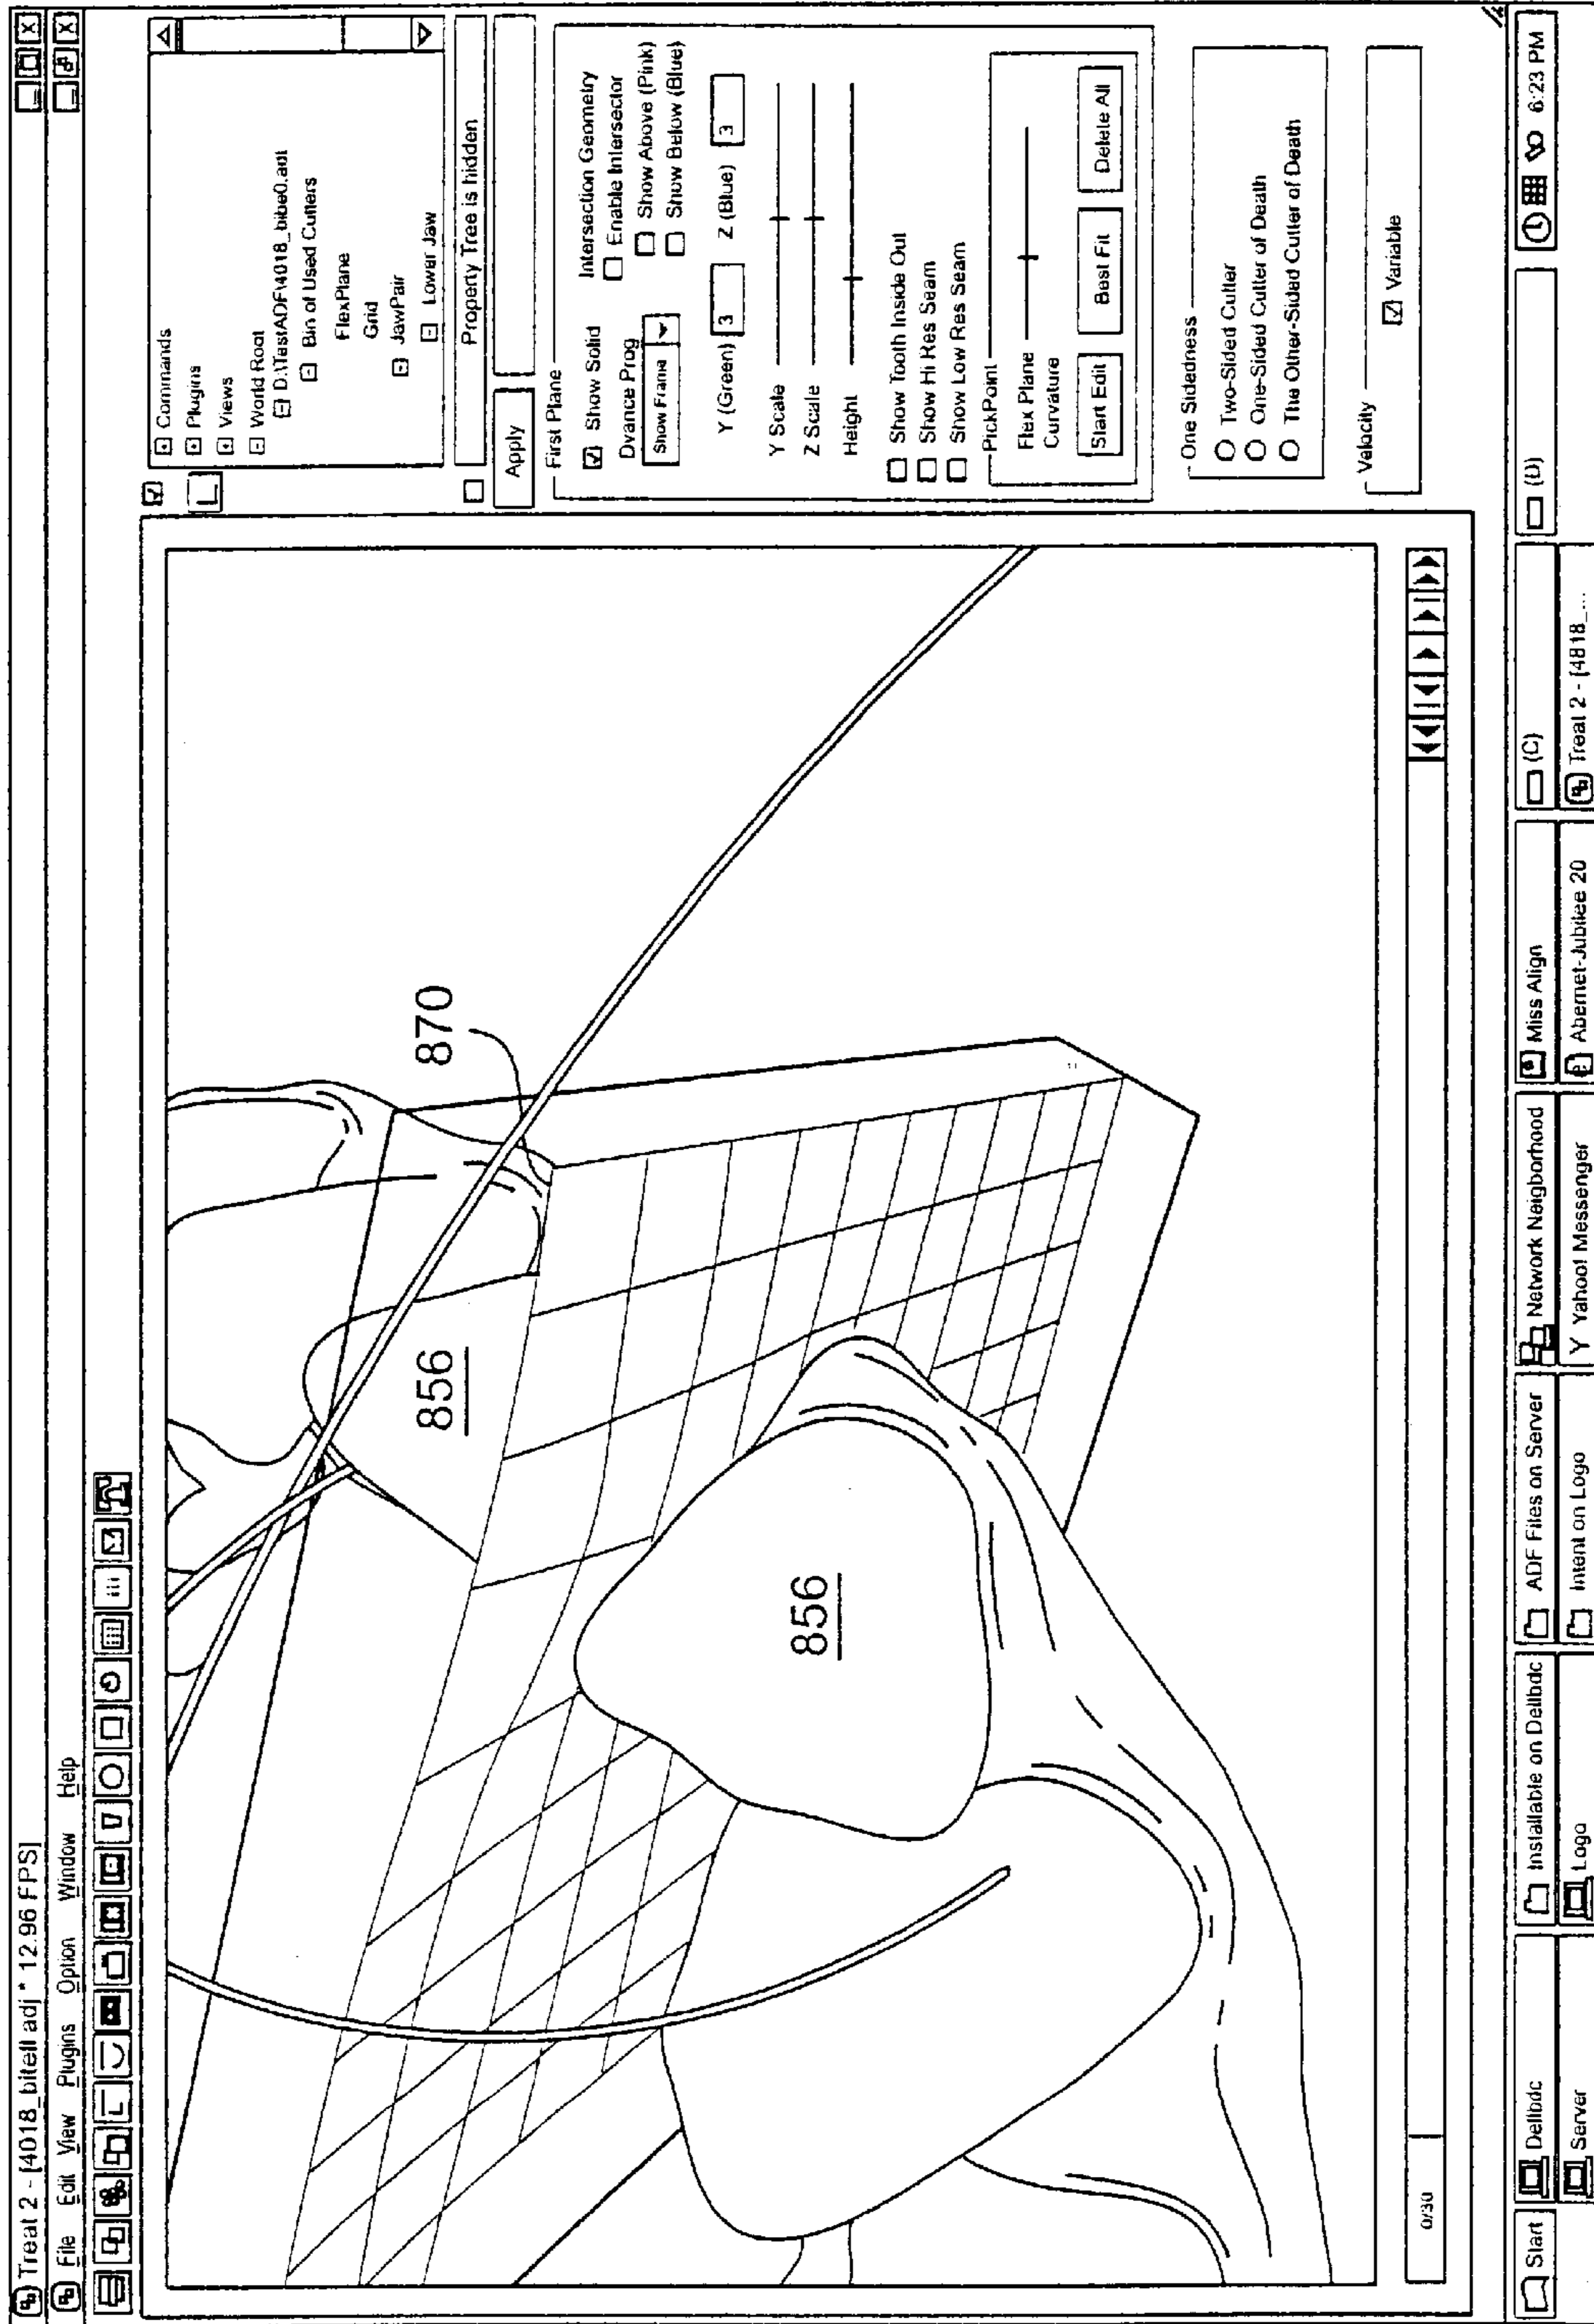 Treat 2 - [4018_bitell adj * 12.96 FPS]
File Edit View Plugins Option Window Help
870
856
856
0/30
Commands
Plugins
Views
World Root
D:\TestADF\4018_bibe0.adt
Bin of Used Cutters
FlexPlane
Grid
JawPair
Lower Jaw
Property Tree is hidden
Apply
First Plane
Show Solid
Intersection Geometry
Dvance Prog
Enable Intersector
Show Frame
Show Above (Pink)
Show Below (Blue)
Y (Green) 3 Z (Blue) 3
Y Scale
Z Scale
Height
Show Tooth Inside Out
Show Hi Res Seam
Show Low Res Seam
PickPoint
Flex Plane
Curvature
Start Edit Best Fit Delete All
One Sidedness
Two-Sided Cutter
One-Sided Cutter of Death
The Other-Sided Cutter of Death
Velocity
Variable
Start Dellbdc Installable on Dellbdc ADF Files on Server Network Neigborhood Miss Align (C) (D) 6:23 PM
Server Logo Intent on Logo Y Yahoo! Messenger Abernet-Jubilee 20 Treat 2 - [4818_...